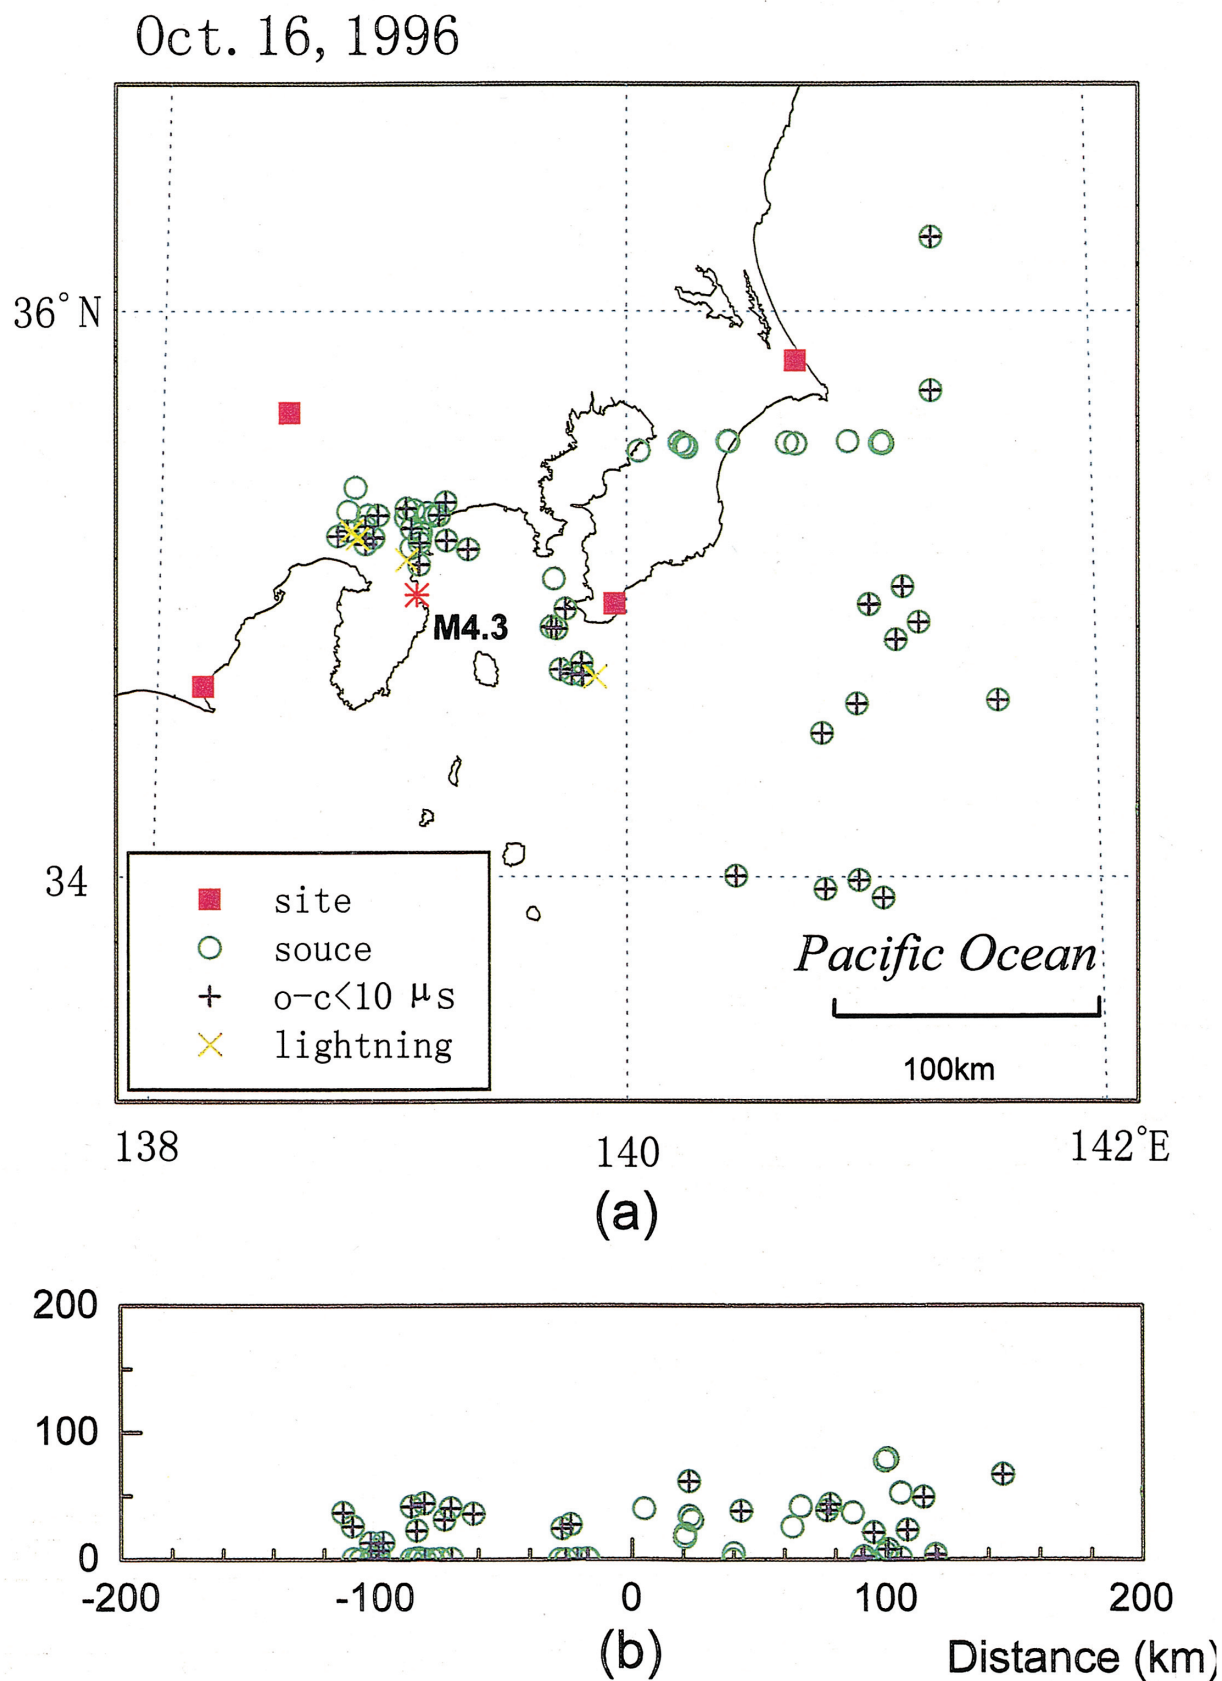 Oct. 16, 1996
36°N
M4.3
34
site
souce
o-c<10 μs
lightning
Pacific Ocean
100km
138
140
142°E
(a)
200
100
0
-200
-100
0
100
200
(b)
Distance (km)